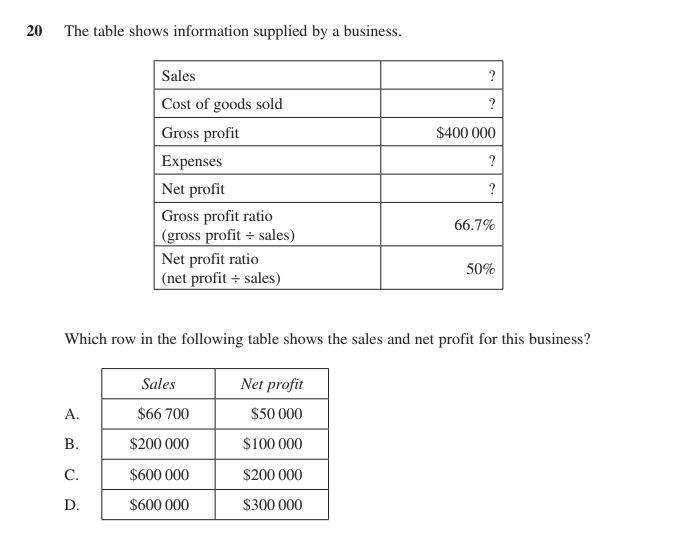 20 The table shows information supplied by a business.
Sales ?
Cost of goods sold ?
Gross profit $400 000
Expenses ?
Net profit ?
Gross profit ratio
(gross profit ÷ sales) 66.7%
Net profit ratio
(net profit ÷ sales) 50%
Which row in the following table shows the sales and net profit for this business?
Sales Net profit
A. $66 700 $50 000
B. $200 000 $100 000
C. $600 000 $200 000
D. $600 000 $300 000